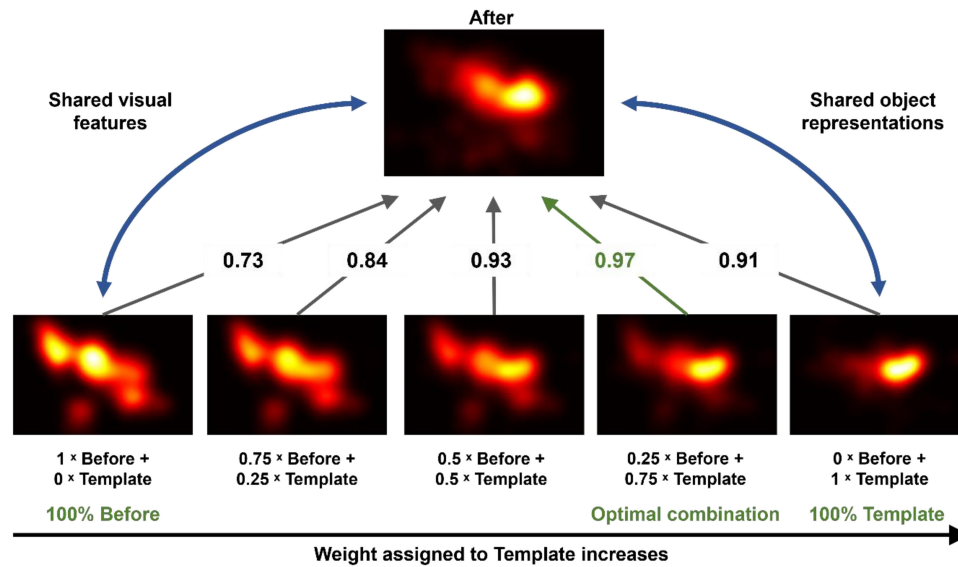 After
Shared visual
features
Shared object
representations
0.73
0.84
0.93
0.97
0.91
1 × Before +
0 × Template
0.75 × Before +
0.25 × Template
0.5 × Before +
0.5 × Template
0.25 × Before +
0.75 × Template
0 × Before +
1 × Template
100% Before
Optimal combination
100% Template
Weight assigned to Template increases